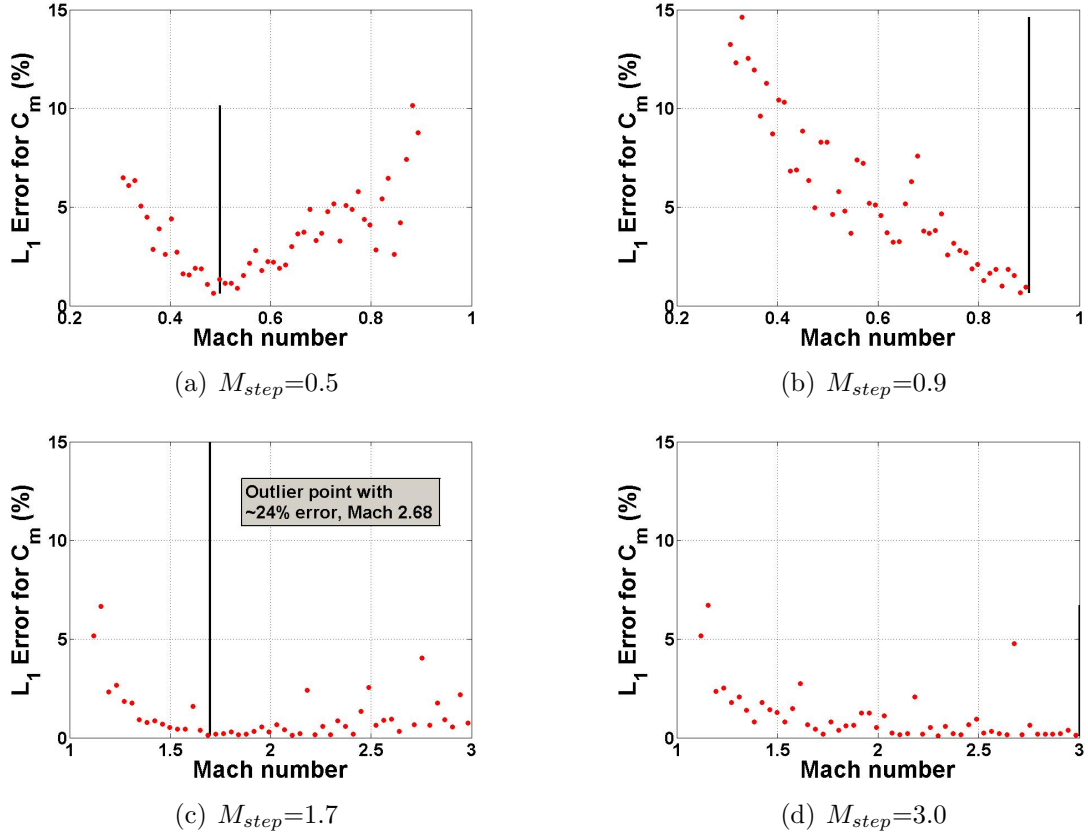 15
10
5
0
L1 Error for Cm (%)
0.2 0.4 0.6 0.8 1
Mach number
(a) Mstep=0.5
15
10
5
0
L1 Error for Cm (%)
0.2 0.4 0.6 0.8 1
Mach number
(b) Mstep=0.9
15
10
5
0
L1 Error for Cm (%)
Outlier point with
~24% error, Mach 2.68
1 1.5 2 2.5 3
Mach number
(c) Mstep=1.7
15
10
5
0
L1 Error for Cm (%)
1 1.5 2 2.5 3
Mach number
(d) Mstep=3.0